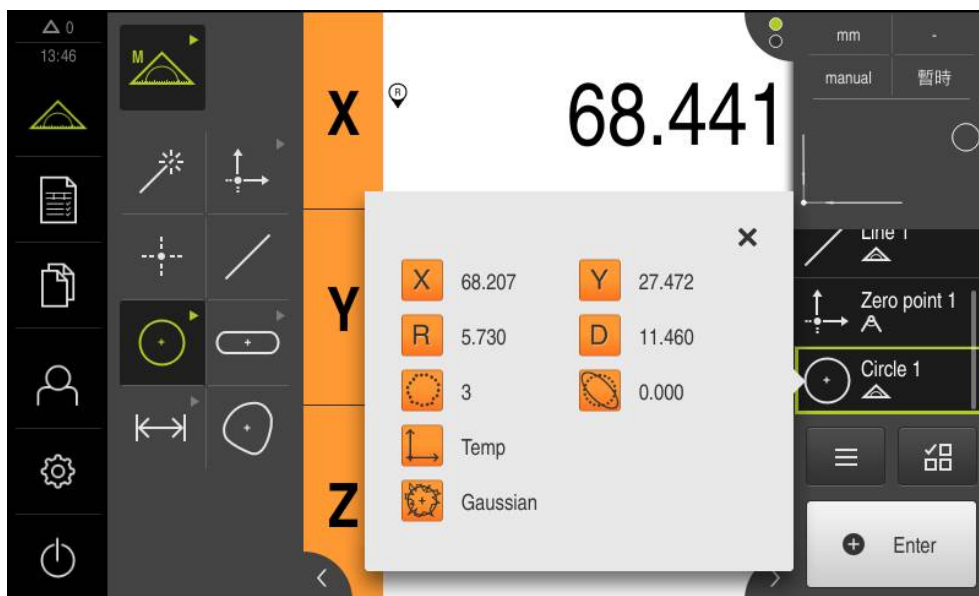 0
13:46
M
X
R
68.441
mm
-
manual
暫時
Y
Z
X
68.207
Y
27.472
R
5.730
D
11.460
3
0.000
Temp
Gaussian
Line 1
Zero point 1
Circle 1
Enter